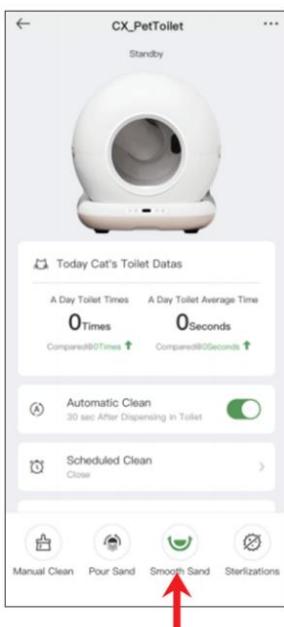 CX_PetToilet
Standby
Today Cat's Toilet Datas
A Day Toilet Times A Day Toilet Average Time
0Times 0Seconds
Compared®0Times Compared®0Seconds
Automatic Clean
30 sec After Dispensing in Toilet
Scheduled Clean
Close
Manual Clean Pour Sand Smooth Sand Sterlizations